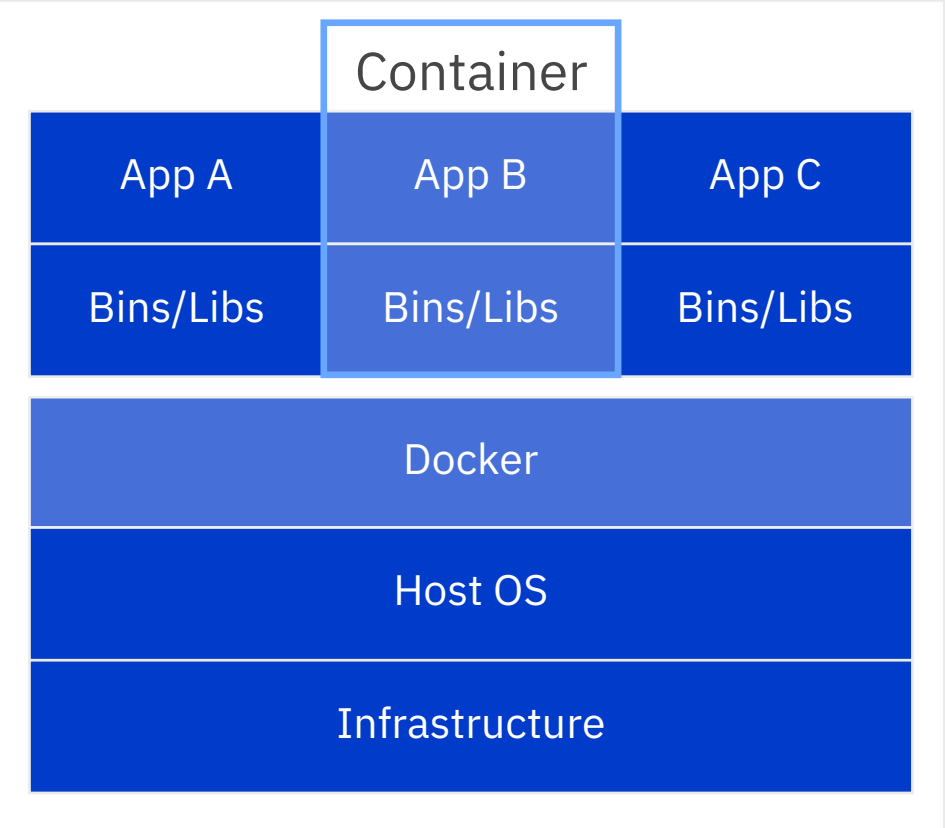 Container
App A
App B
App C
Bins/Libs
Bins/Libs
Bins/Libs
Docker
Host OS
Infrastructure